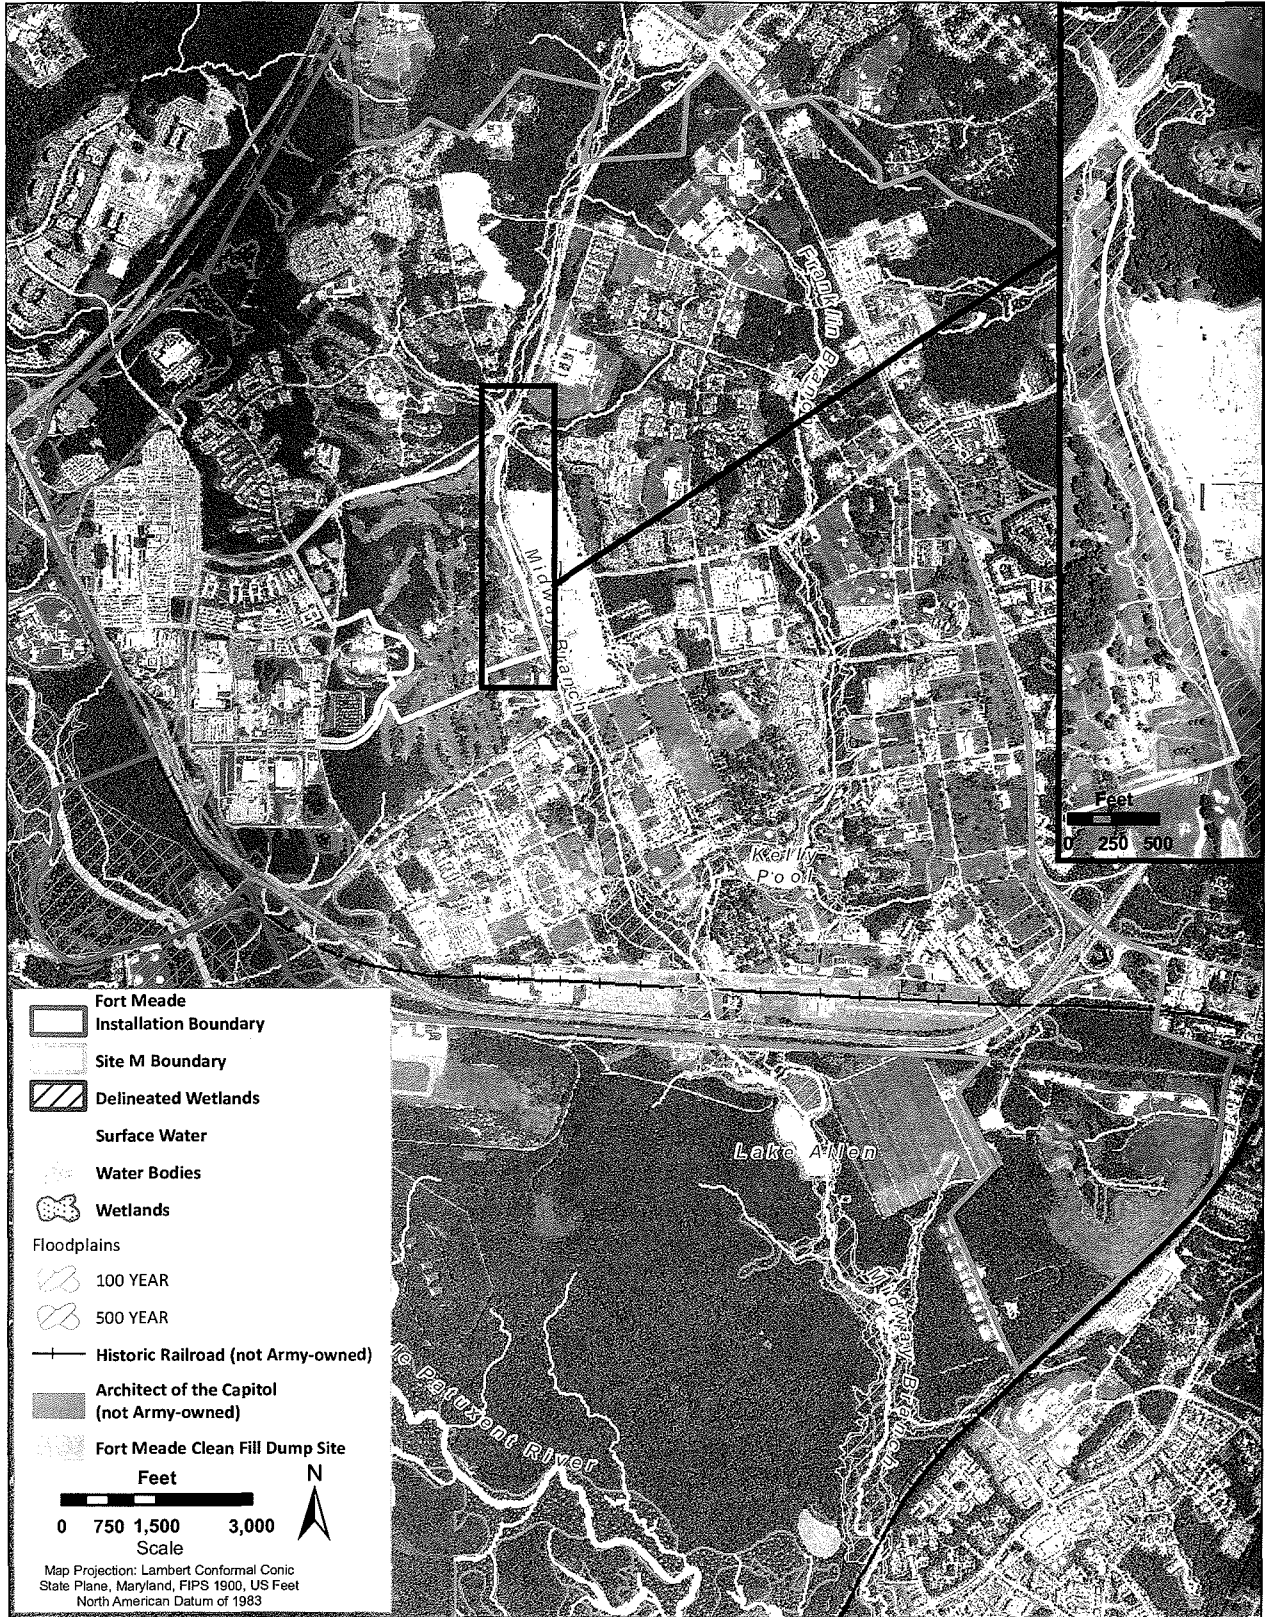 Franklin Branch
Midway Branch
Feet
0 250 500
Kelly
Pool
Fort Meade
Installation Boundary
Site M Boundary
Delineated Wetlands
Surface Water
Water Bodies
Wetlands
Floodplains
100 YEAR
500 YEAR
Historic Railroad (not Army-owned)
Architect of the Capitol
(not Army-owned)
Fort Meade Clean Fill Dump Site
Feet
N
0 750 1,500 3,000
Scale
Map Projection: Lambert Conformal Conic
State Plane, Maryland, FIPS 1900, US Feet
North American Datum of 1983
Lake Allen
Midway Branch
le Patuxent River